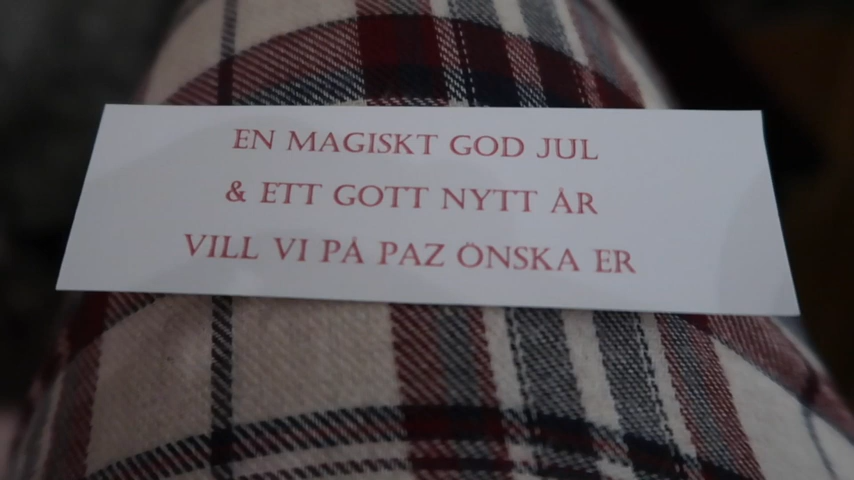 EN MAGISKT GOD JUL
& ETT GOTT NYTT ÅR
VILL VI PÅ PAZ ÖNSKA ER